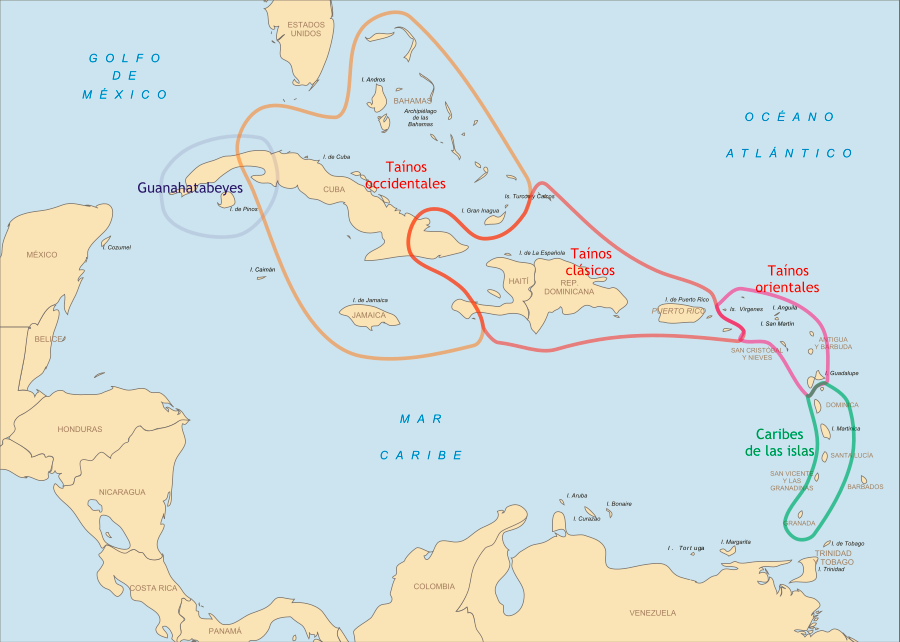 ESTADOS
UNIDOS
GOLFO
DE
MÉXICO
I. Andros
BAHAMAS
Archipiélago
de las
Bahamas
OCÉANO
ATLÁNTICO
I. de Cuba
Taínos
occidentales
Guanahatabeyes
CUBA
I. de Pinos
I. Gran Inagua
Is. Turcos y Caicos
MÉXICO
I. Cozumel
I. Caimán
I. de La Española
Taínos
clásicos
HAITÍ
REP.
DOMINICANA
Taínos
orientales
I. de Jamaica
JAMAICA
I. de Puerto Rico
PUERTO RICO
Is. Vírgenes
I. Anguila
I. San Martín
BELICE
SAN CRISTÓBAL
Y NIEVES
ANTIGUA
Y BARBUDA
I. Guadalupe
DOMINICA
MAR
CARIBE
HONDURAS
Caribes
de las islas
I. Martinica
SANTA LUCÍA
SAN VICENTE
Y LAS
GRANADINAS
BARBADOS
NICARAGUA
I. Aruba
I. Bonaire
I. Curazao
GRANADA
I. Tortuga
I. Margarita
I. de Tobago
TRINIDAD
Y TOBAGO
I. Trinidad
COSTA RICA
COLOMBIA
VENEZUELA
PANAMÁ